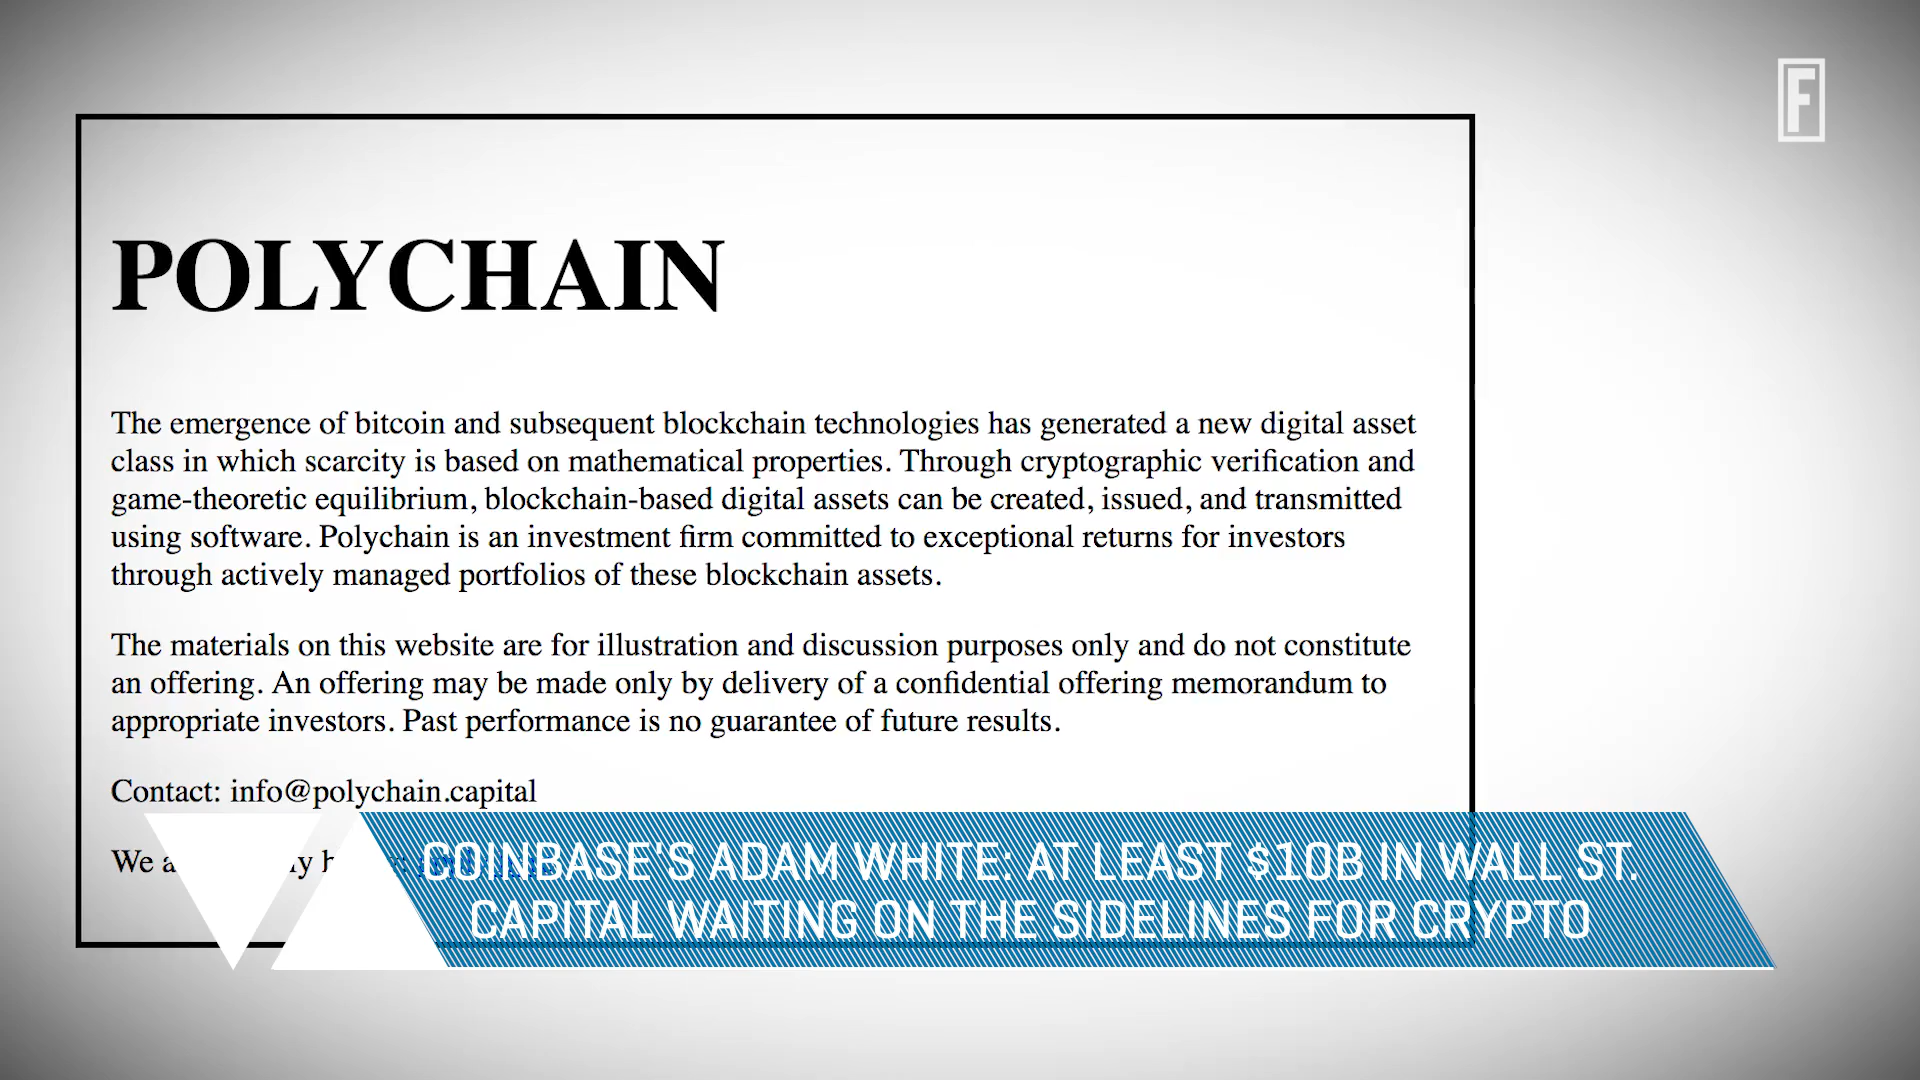 F
POLYCHAIN
The emergence of bitcoin and subsequent blockchain technologies has generated a new digital asset
class in which scarcity is based on mathematical properties. Through cryptographic verification and
game-theoretic equilibrium, blockchain-based digital assets can be created, issued, and transmitted
using software. Polychain is an investment firm committed to exceptional returns for investors
through actively managed portfolios of these blockchain assets.
The materials on this website are for illustration and discussion purposes only and do not constitute
an offering. An offering may be made only by delivery of a confidential offering memorandum to
appropriate investors. Past performance is no guarantee of future results.
Contact: info@polychain.capital
We
COINBASE'S ADAM WHITE: AT LEAST $10B IN WALL ST.
CAPITAL WAITING ON THE SIDELINES FOR CRYPTO